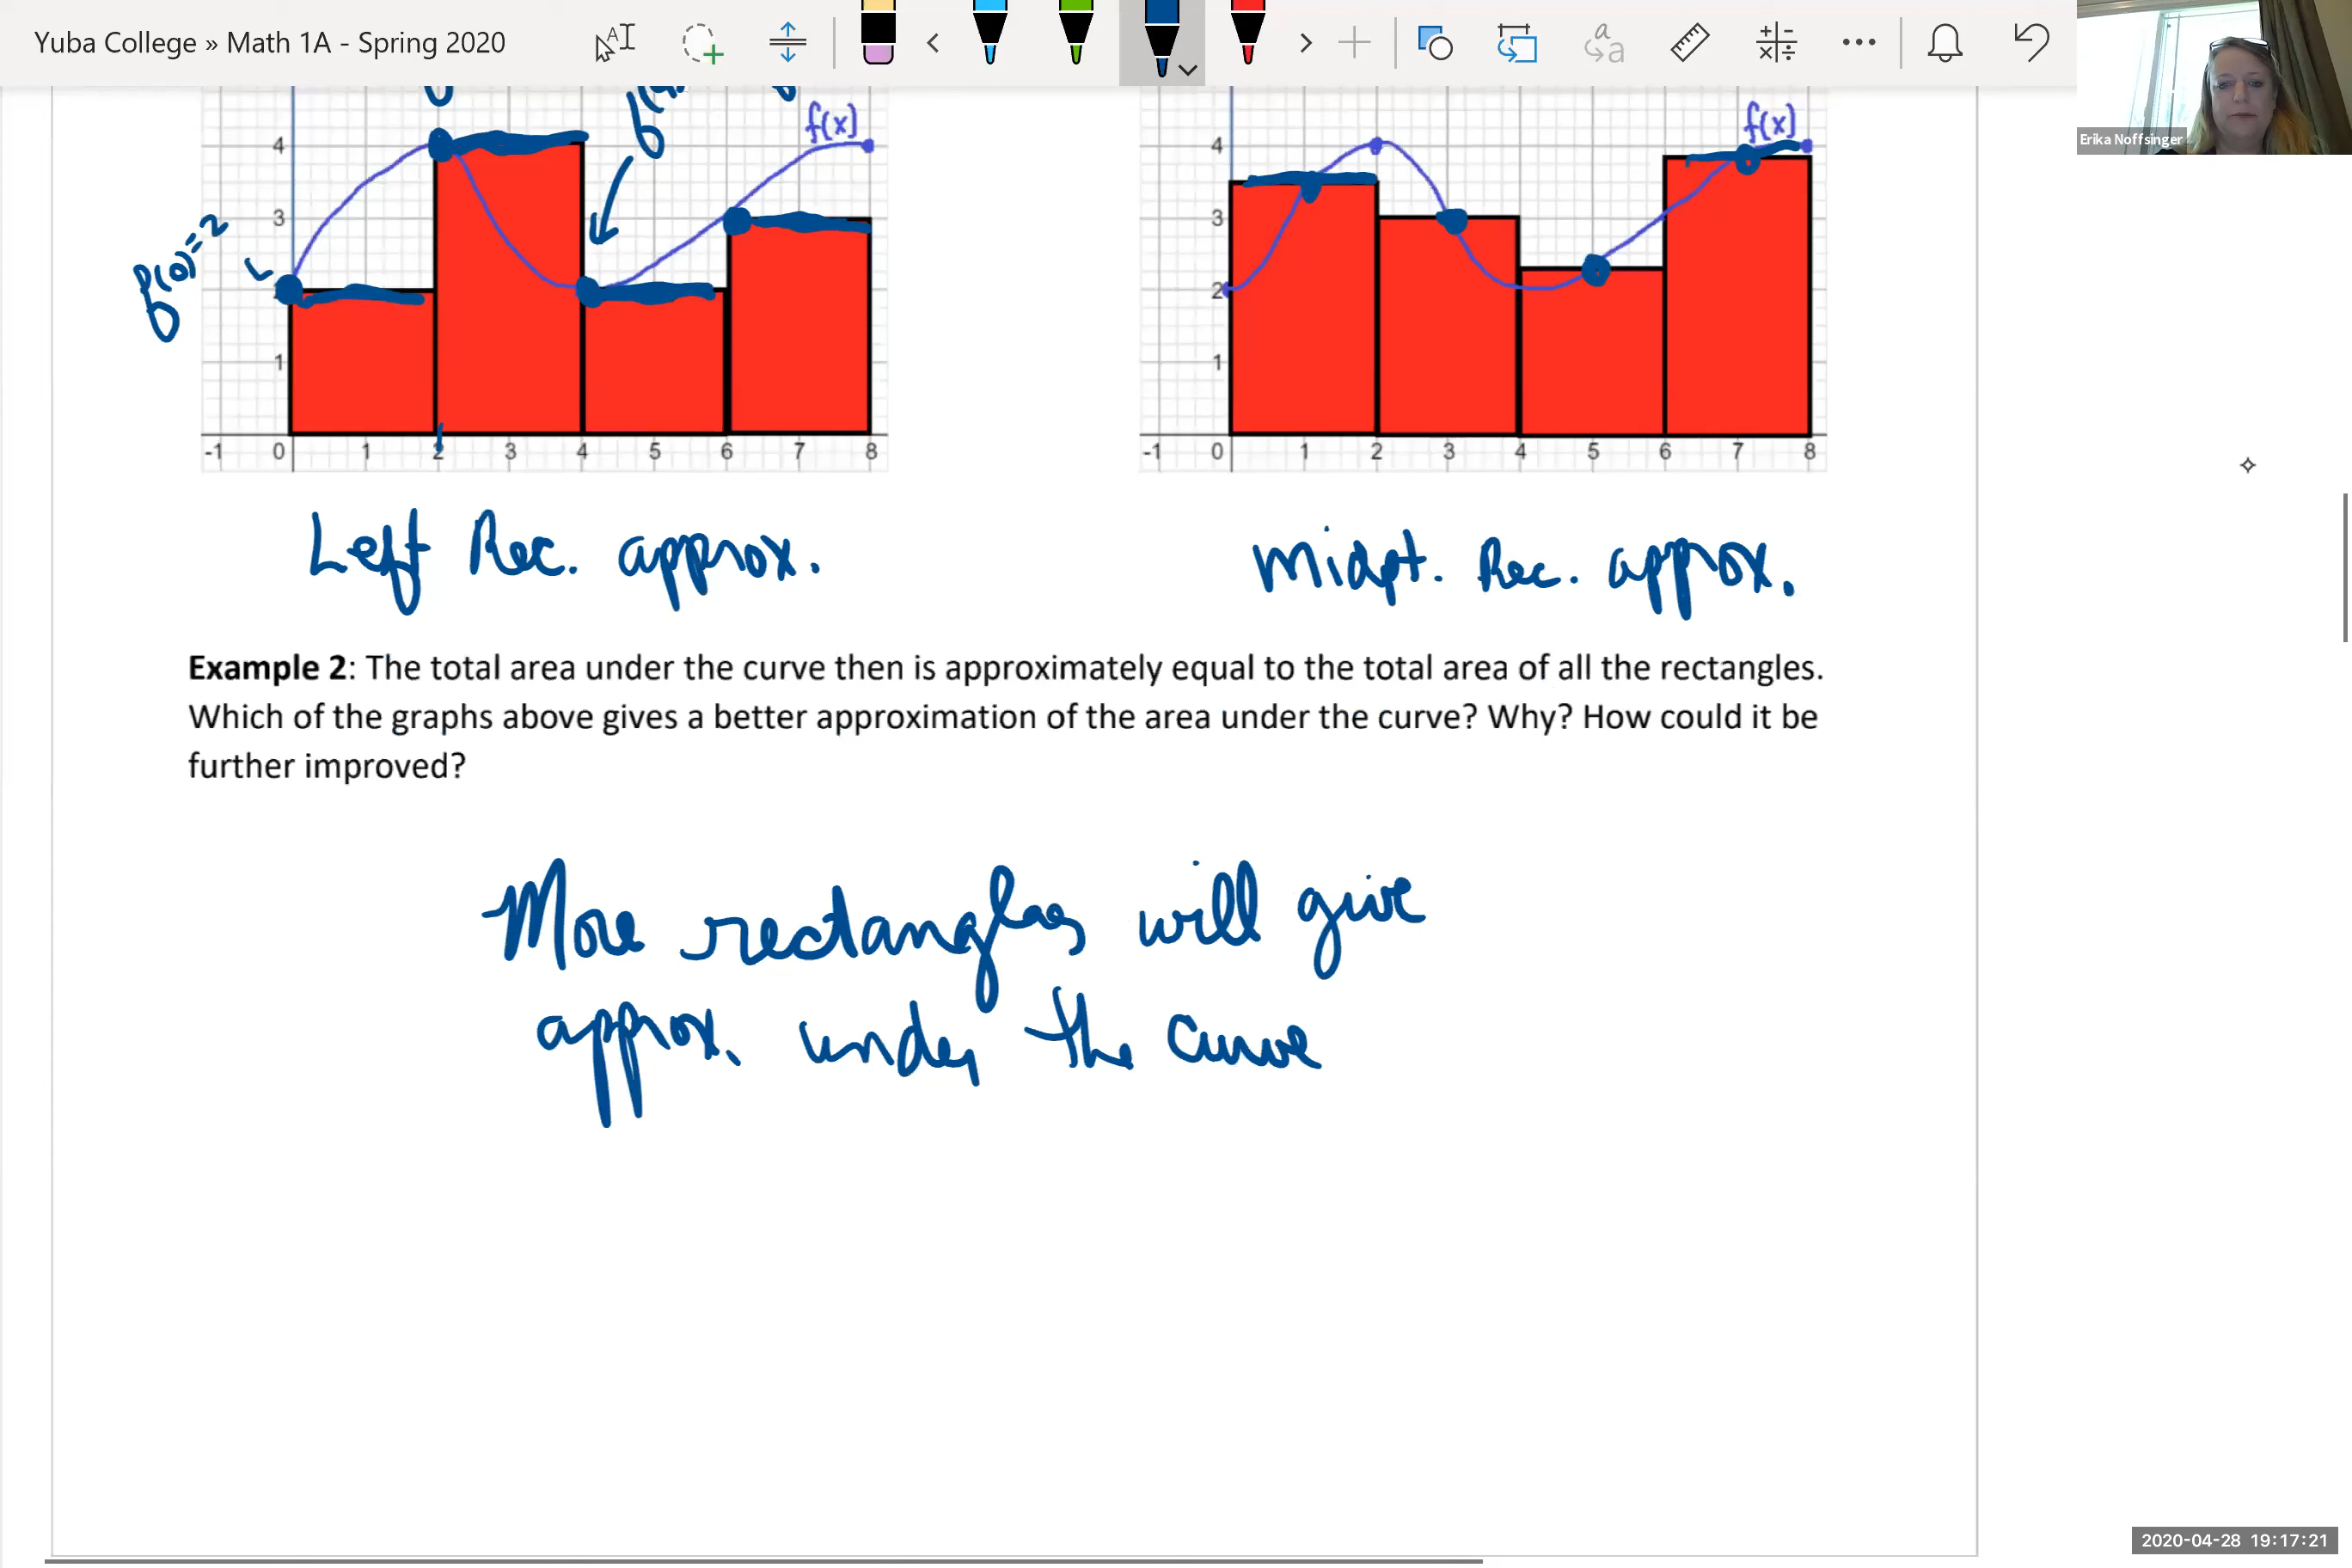 Yuba College » Math 1A - Spring 2020
Erika Noffsinger
f(x)
4
3
2
1
-1 0 1 2 3 4 5 6 7 8
f(0)=2
f(x)
4
3
2
1
-1 0 1 2 3 4 5 6 7 8
Left Rec. approx.
Midpt. Rec. approx.
Example 2: The total area under the curve then is approximately equal to the total area of all the rectangles.
Which of the graphs above gives a better approximation of the area under the curve? Why? How could it be
further improved?
More rectangles will give
approx. under the curve
2020-04-28 19:17:21